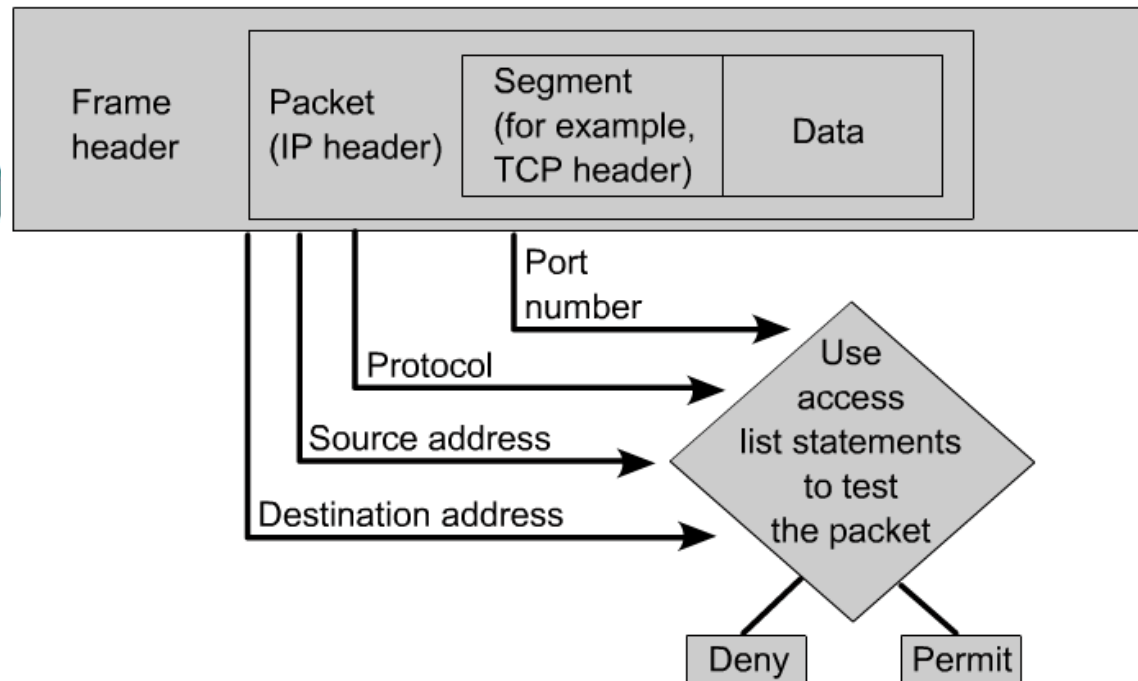 Frame
header
Packet
(IP header)
Segment
(for example,
TCP header)
Data
Port
number
Protocol
Source address
Destination address
Use
access
list statements
to test
the packet
Deny
Permit